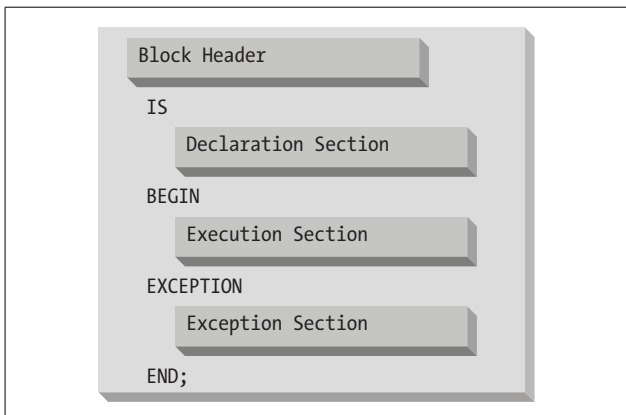 Block Header
IS
Declaration Section
BEGIN
Execution Section
EXCEPTION
Exception Section
END;